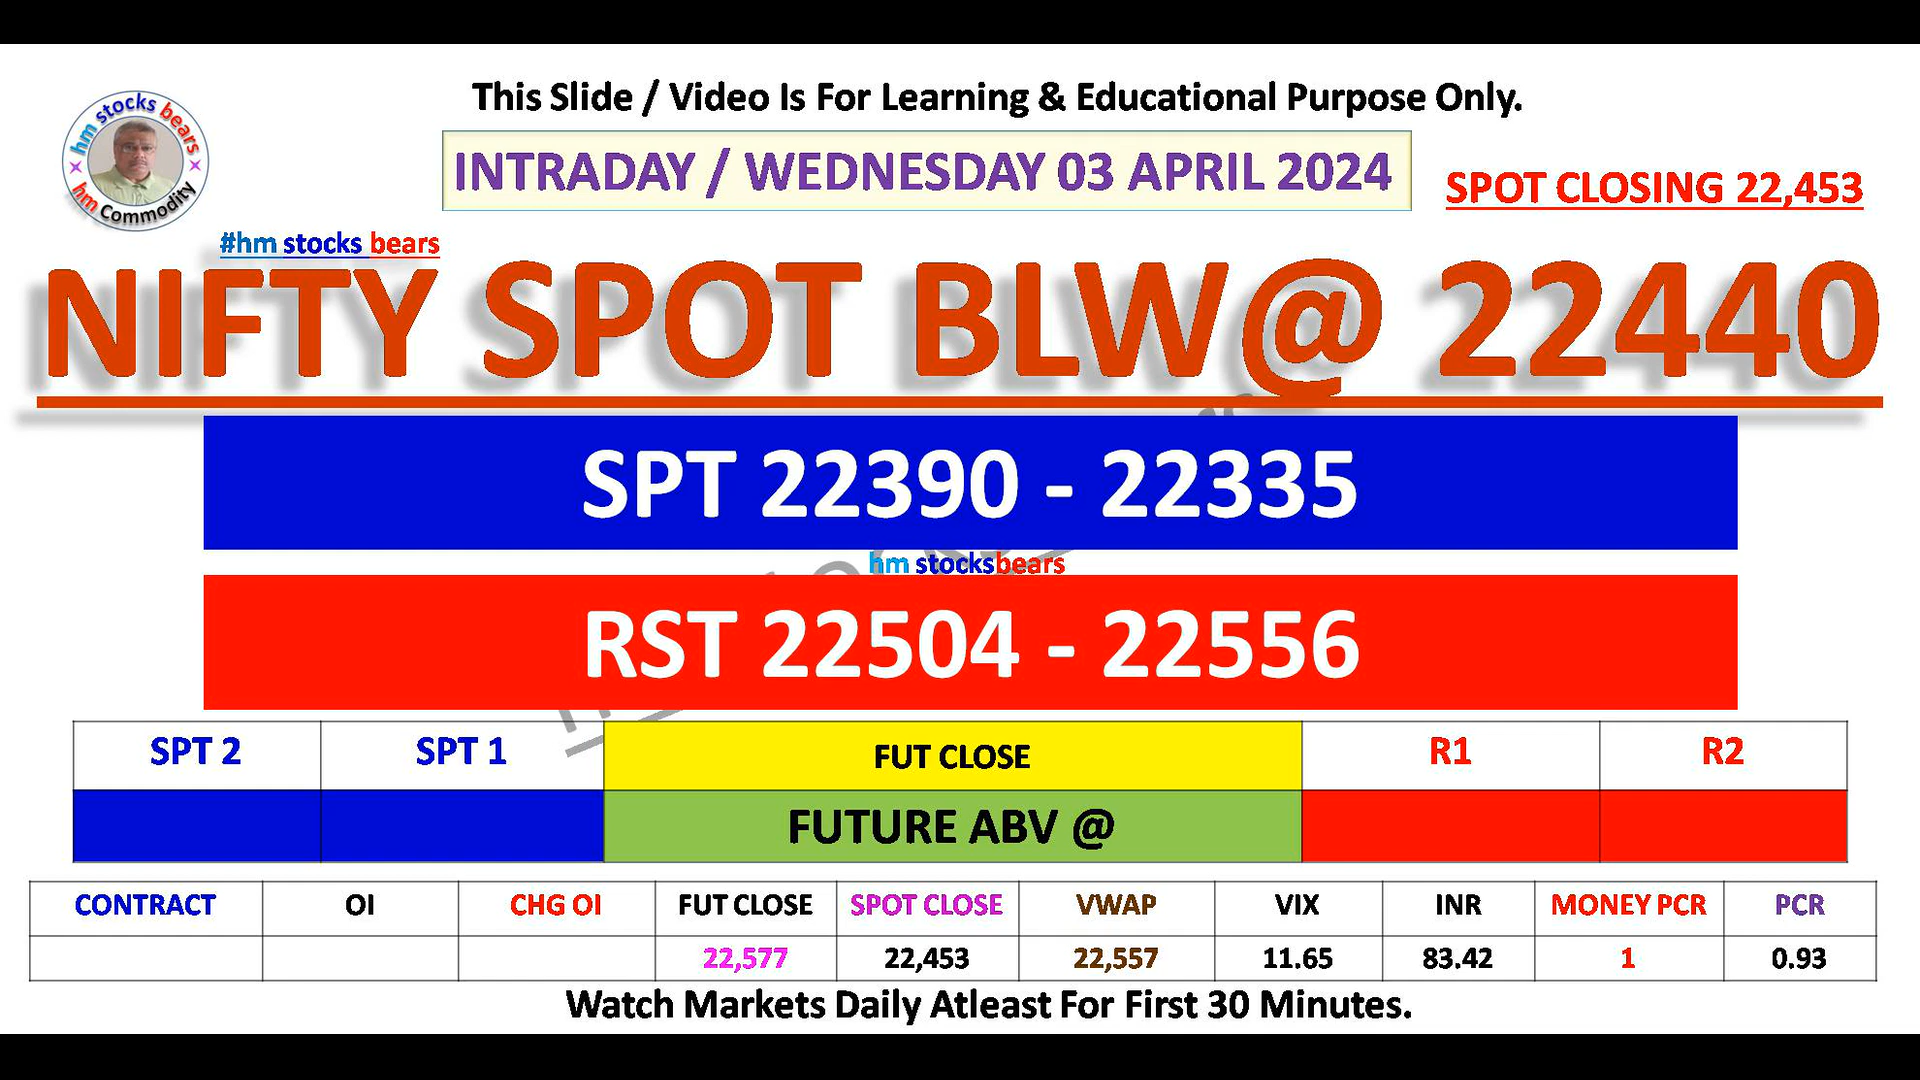 This Slide / Video Is For Learning & Educational Purpose Only.
hm stocks bears
hm Commodity
INTRADAY / WEDNESDAY 03 APRIL 2024
SPOT CLOSING 22,453
#hm stocks bears
NIFTY SPOT BLW@ 22440
SPT 22390 - 22335
hm stocksbears
RST 22504 - 22556
SPT 2 SPT 1 FUT CLOSE R1 R2
FUTURE ABV @
CONTRACT OI CHG OI FUT CLOSE SPOT CLOSE VWAP VIX INR MONEY PCR PCR
22,577 22,453 22,557 11.65 83.42 1 0.93
Watch Markets Daily Atleast For First 30 Minutes.